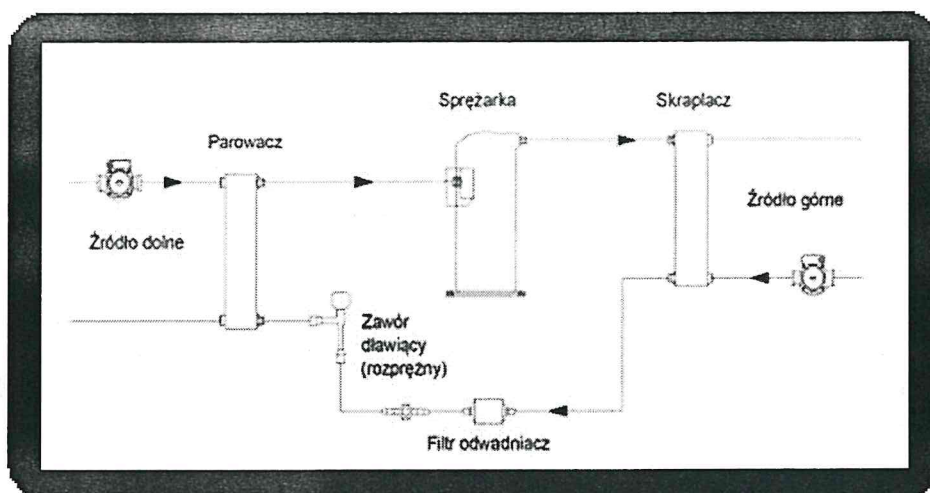 Sprężarka
Skraplacz
Parowacz
Źródło dolne
Źródło górne
Zawór
dławiący
(rozprężny)
Filtr odwadniacz